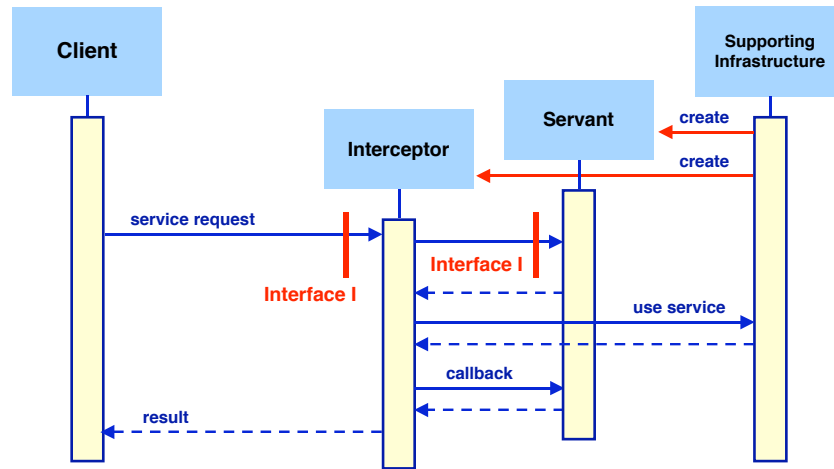 Client
Supporting
Infrastructure
Interceptor
Servant
create
create
service request
Interface I
Interface I
use service
callback
result